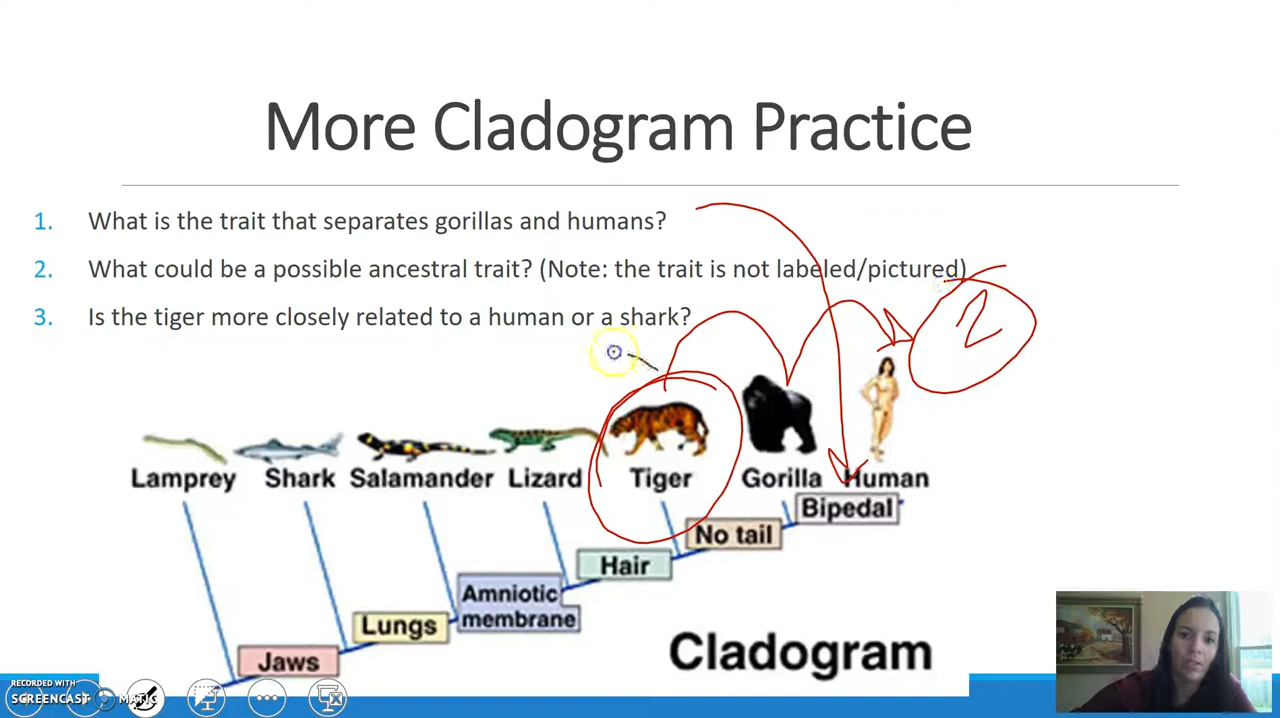 More Cladogram Practice
1. What is the trait that separates gorillas and humans?
2. What could be a possible ancestral trait? (Note: the trait is not labeled/pictured)
3. Is the tiger more closely related to a human or a shark?
2
Lamprey Shark Salamander Lizard Tiger Gorilla Human
Bipedal
No tail
Hair
Amniotic
membrane
Lungs
Jaws
Cladogram
RECORDED WITH
SCREENCAST MATIC